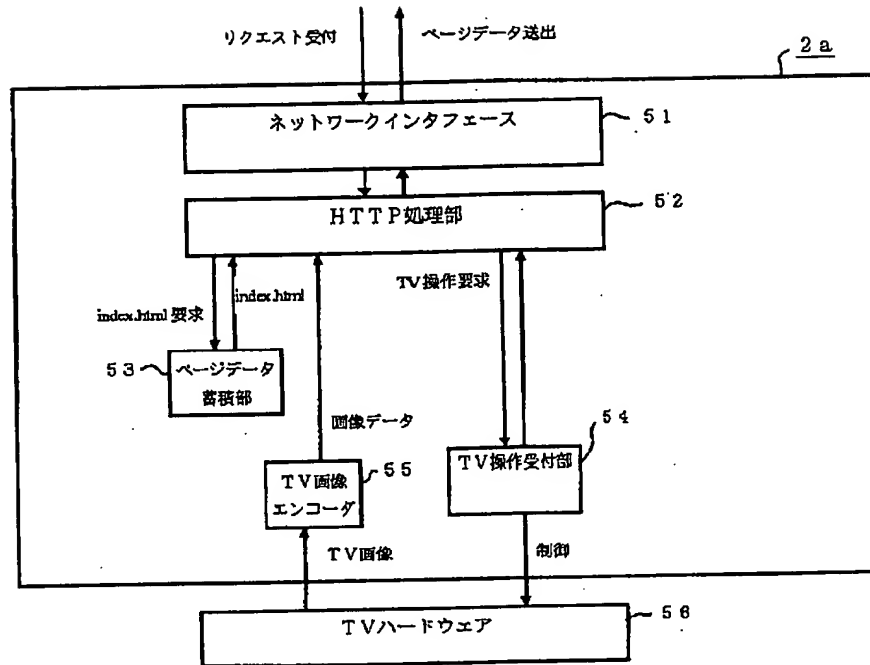 リクエスト受付
ページデータ送出
2a
ネットワークインタフェース
51
HTTP処理部
52
index.html要求
index.html
TV操作要求
53
ページデータ
蓄積部
画像データ
54
TV操作受付部
55
TV画像
エンコーダ
TV画像
制御
56
TVハードウェア